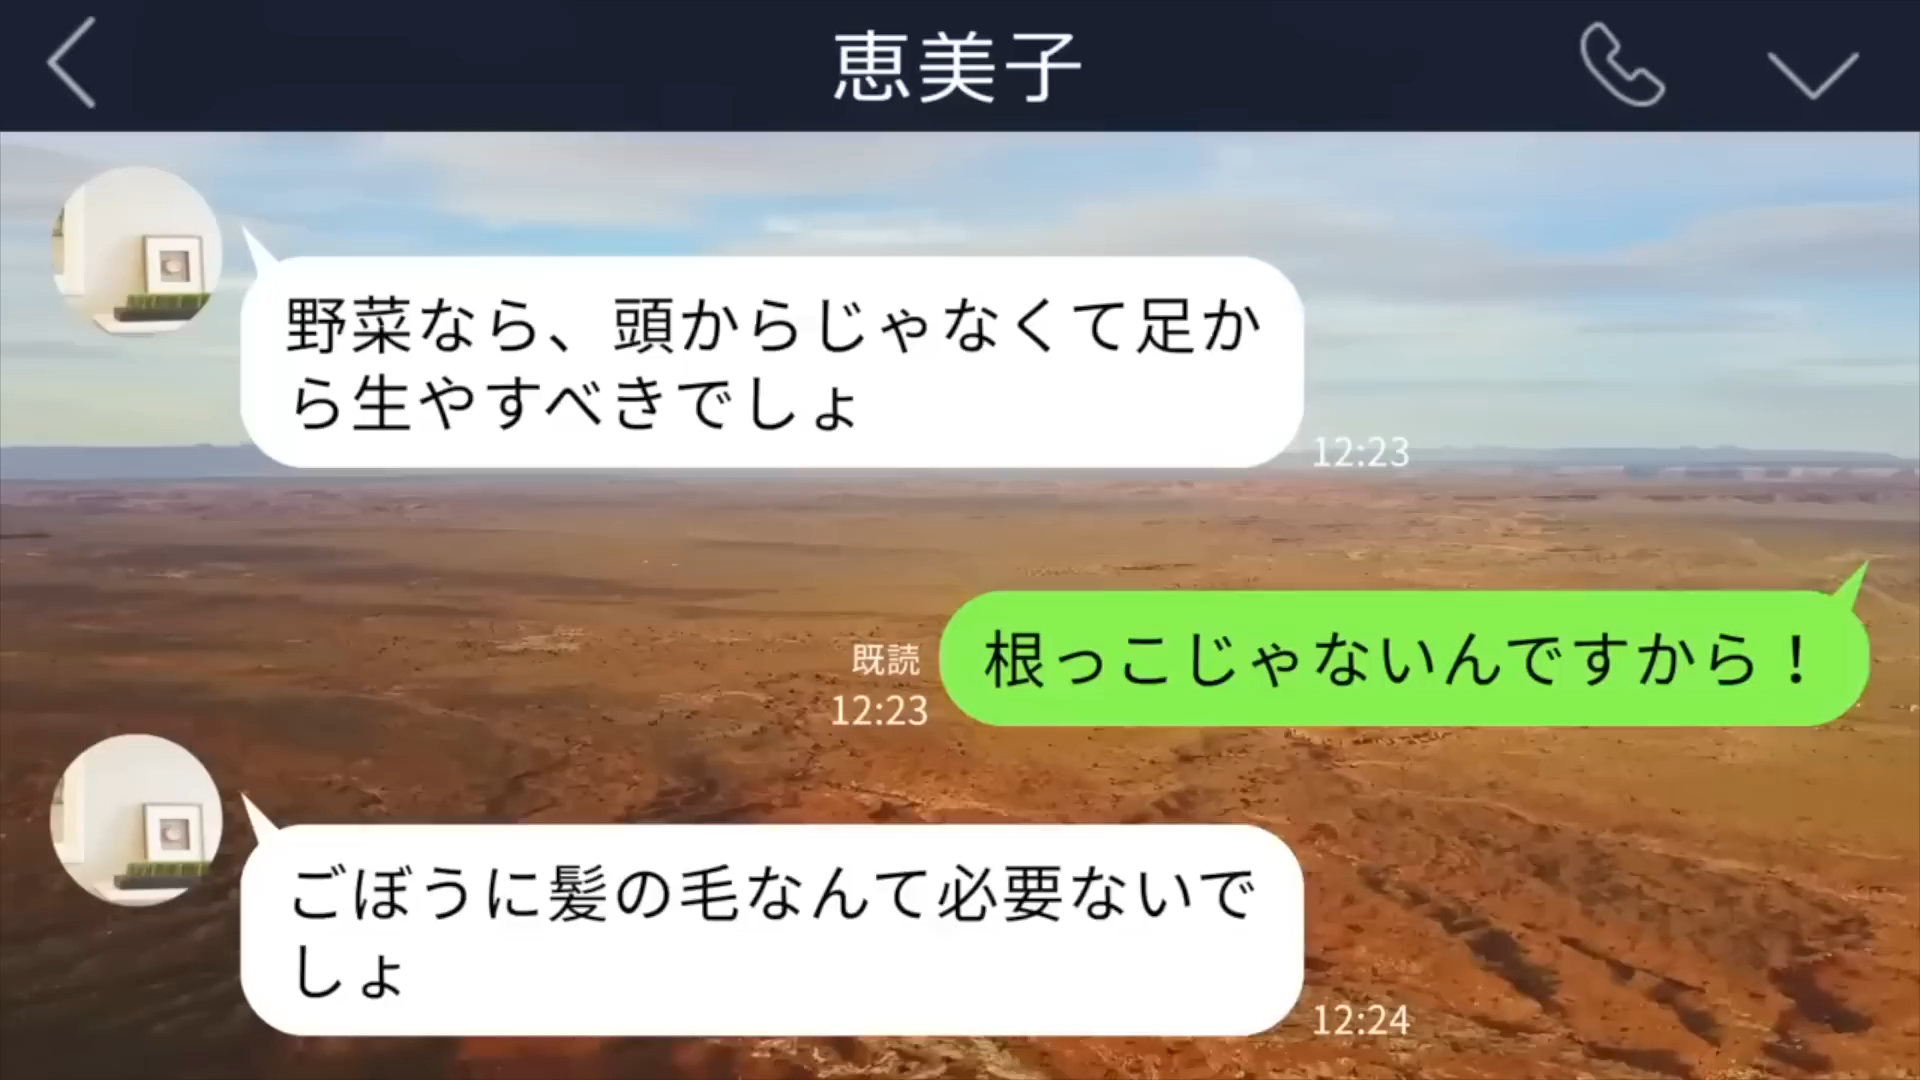 恵美子
野菜なら、頭からじゃなくて足か
ら生やすべきでしょ
12:23
根っこじゃないんですから！
既読
12:23
ごぼうに髪の毛なんて必要ないで
しょ
12:24